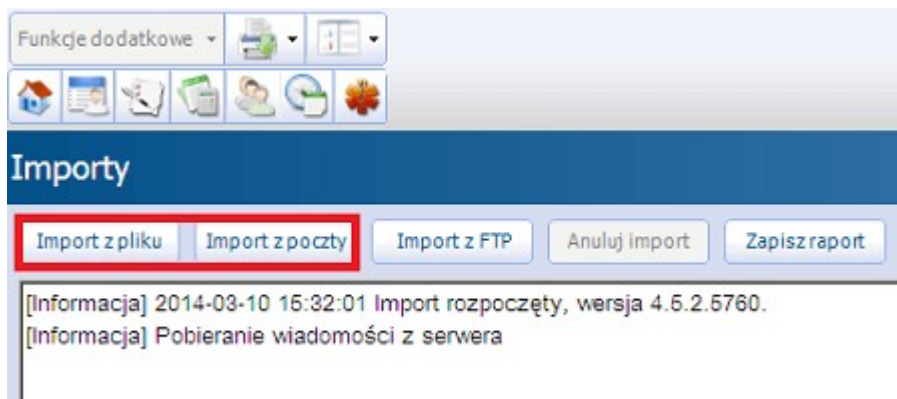 Funkcje dodatkowe
Importy
Import z pliku Import z poczty Import z FTP Anuluj import Zapisz raport
[Informacja] 2014-03-10 15:32:01 Import rozpoczęty, wersja 4.5.2.5760.
[Informacja] Pobieranie wiadomości z serwera